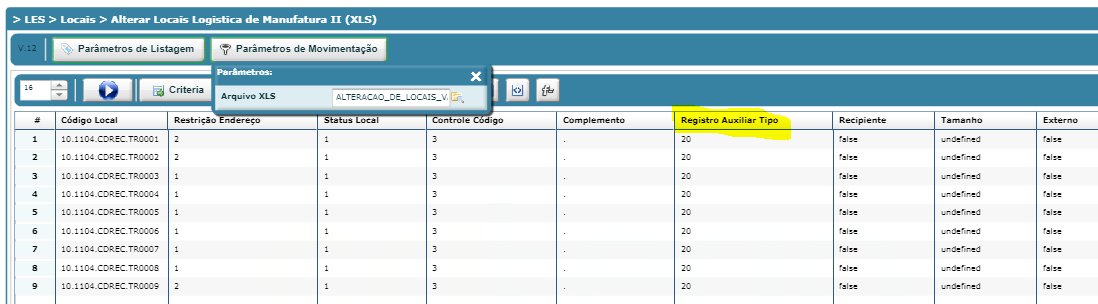 > LES > Locais > Alterar Locais Logística de Manufatura II (XLS)
V.12 Parâmetros de Listagem Parâmetros de Movimentação
Parâmetros:
16 Criteria
Arquivo XLS ALTERACAO_DE_LOCAIS_V
# Código Local Restrição Endereço Status Local Controle Código Complemento Registro Auxiliar Tipo Recipiente Tamanho Externo
1 10.1104.CDREC.TR0001 2 1 3 . 20 false undefined false
2 10.1104.CDREC.TR0002 2 1 3 . 20 false undefined false
3 10.1104.CDREC.TR0003 1 1 3 . 20 false undefined false
4 10.1104.CDREC.TR0004 1 1 3 . 20 false undefined false
5 10.1104.CDREC.TR0005 1 1 3 . 20 false undefined false
6 10.1104.CDREC.TR0006 1 1 3 . 20 false undefined false
7 10.1104.CDREC.TR0007 1 1 3 . 20 false undefined false
8 10.1104.CDREC.TR0008 1 1 3 . 20 false undefined false
9 10.1104.CDREC.TR0009 2 1 3 . 20 false undefined false